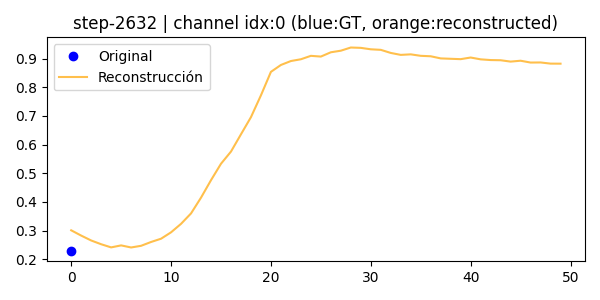 step-2632 | channel idx:0 (blue:GT, orange:reconstructed)
Original
Reconstrucción
0.9
0.8
0.7
0.6
0.5
0.4
0.3
0.2
0 10 20 30 40 50